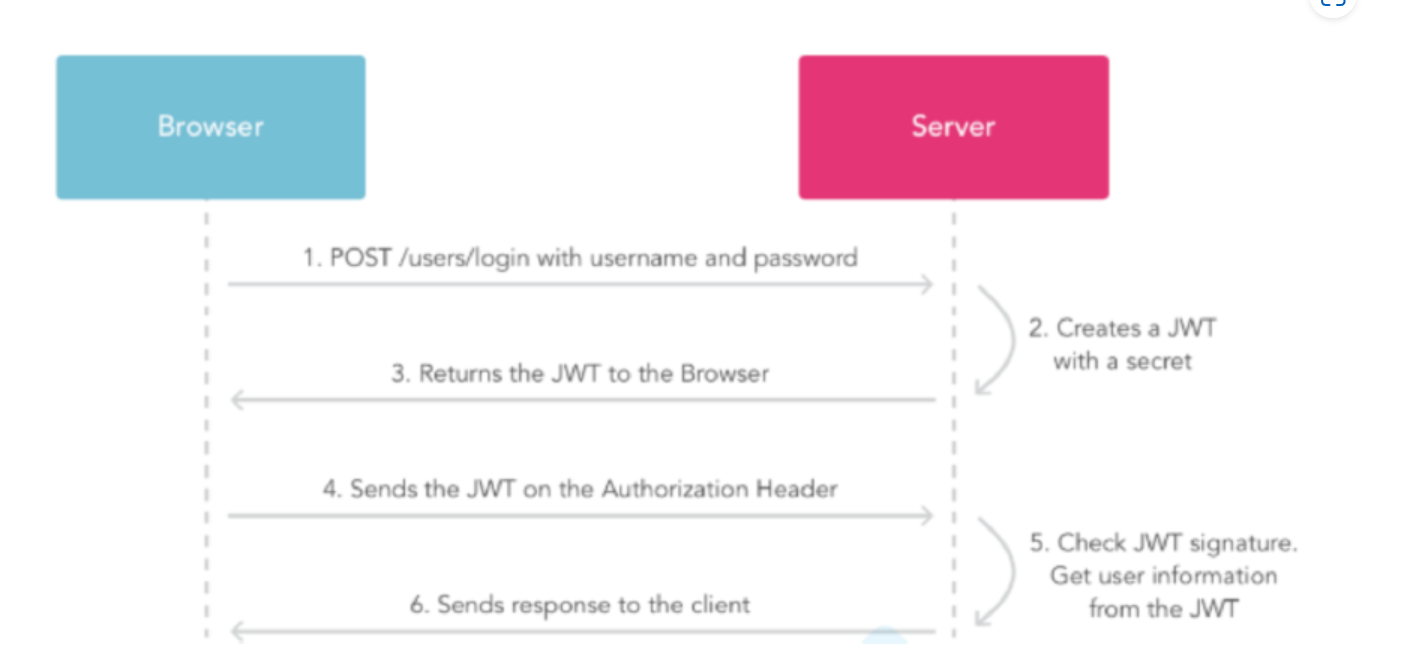 Browser
Server
1. POST /users/login with username and password
2. Creates a JWT
with a secret
3. Returns the JWT to the Browser
4. Sends the JWT on the Authorization Header
5. Check JWT signature.
Get user information
from the JWT
6. Sends response to the client